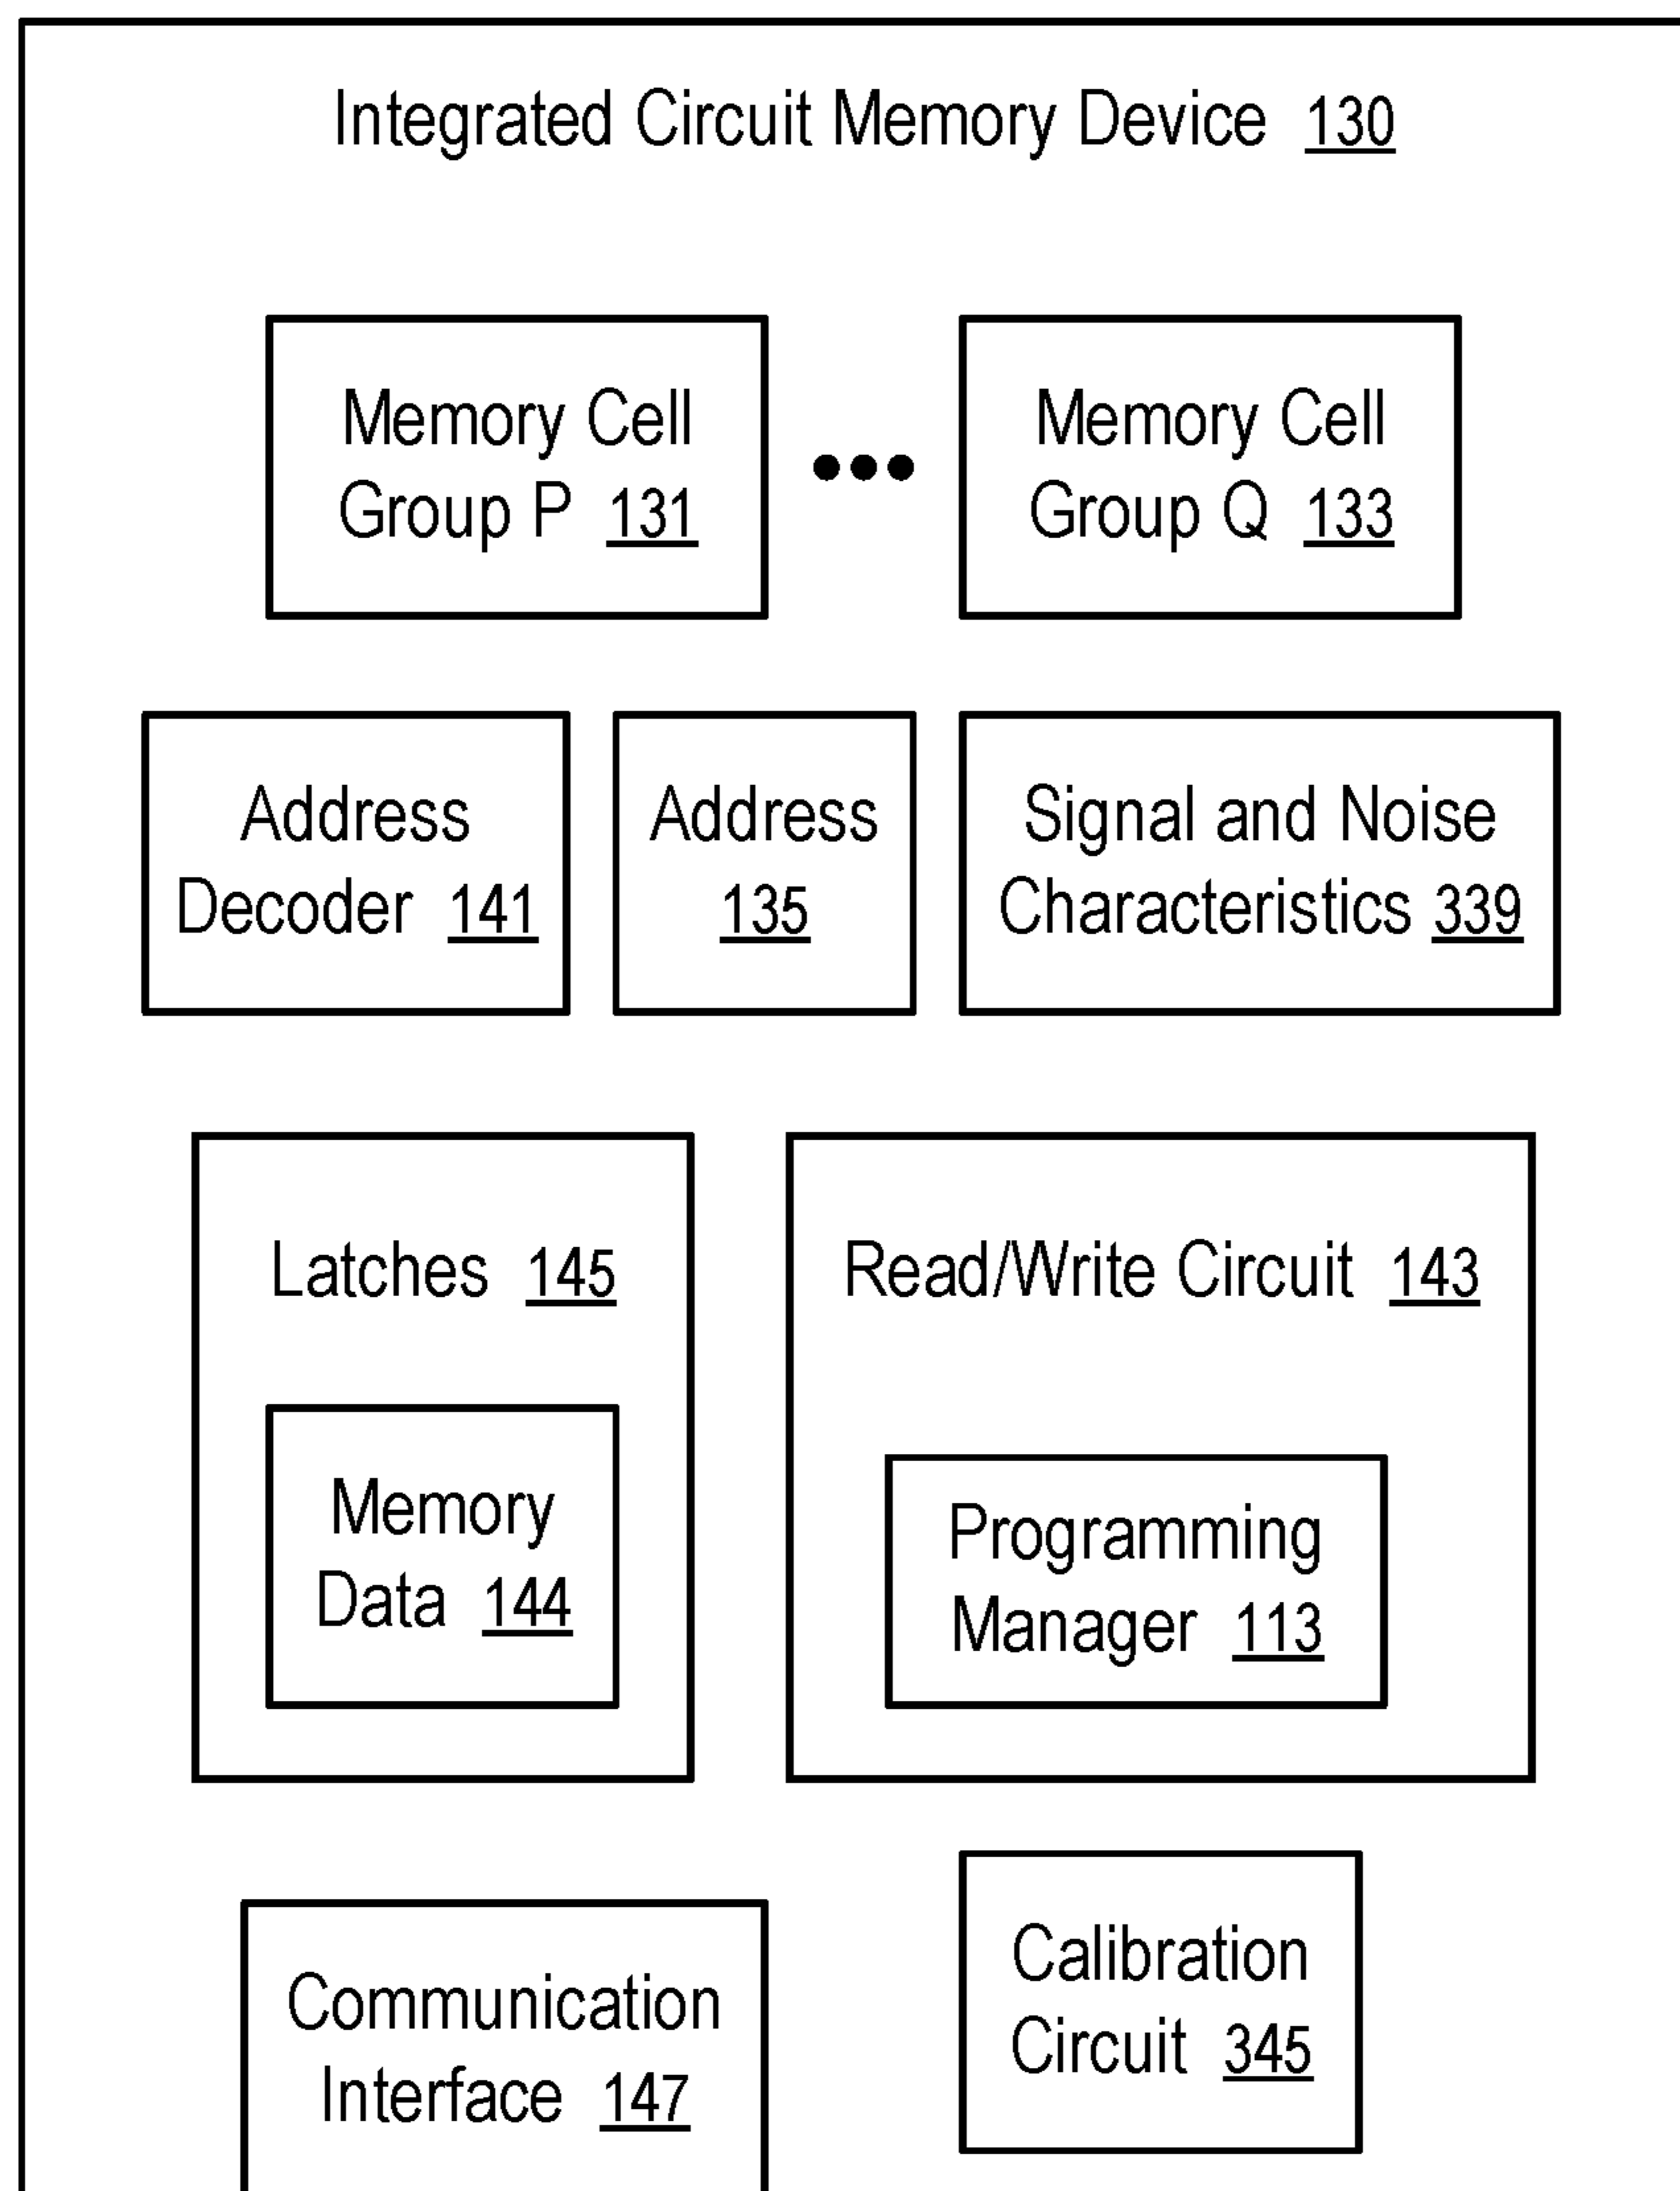 Integrated Circuit Memory Device 130
Memory Cell
Group P 131
Memory Cell
Group Q 133
Address
Decoder 141
Address
135
Signal and Noise
Characteristics 339
Latches 145
Memory
Data 144
Read/Write Circuit 143
Programming
Manager 113
Communication
Interface 147
Calibration
Circuit 345